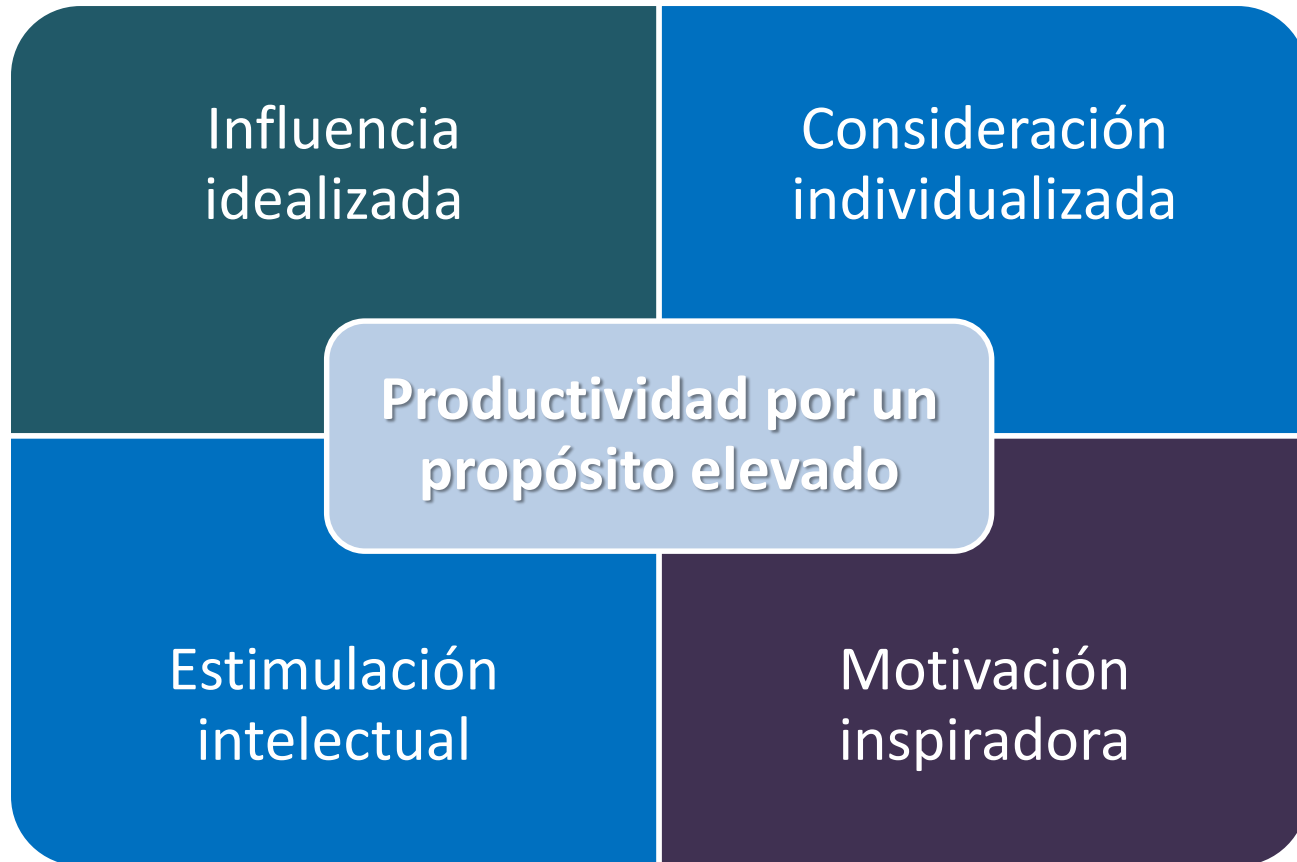 Influencia
idealizada
Consideración
individualizada
Productividad por un
propósito elevado
Estimulación
intelectual
Motivación
inspiradora